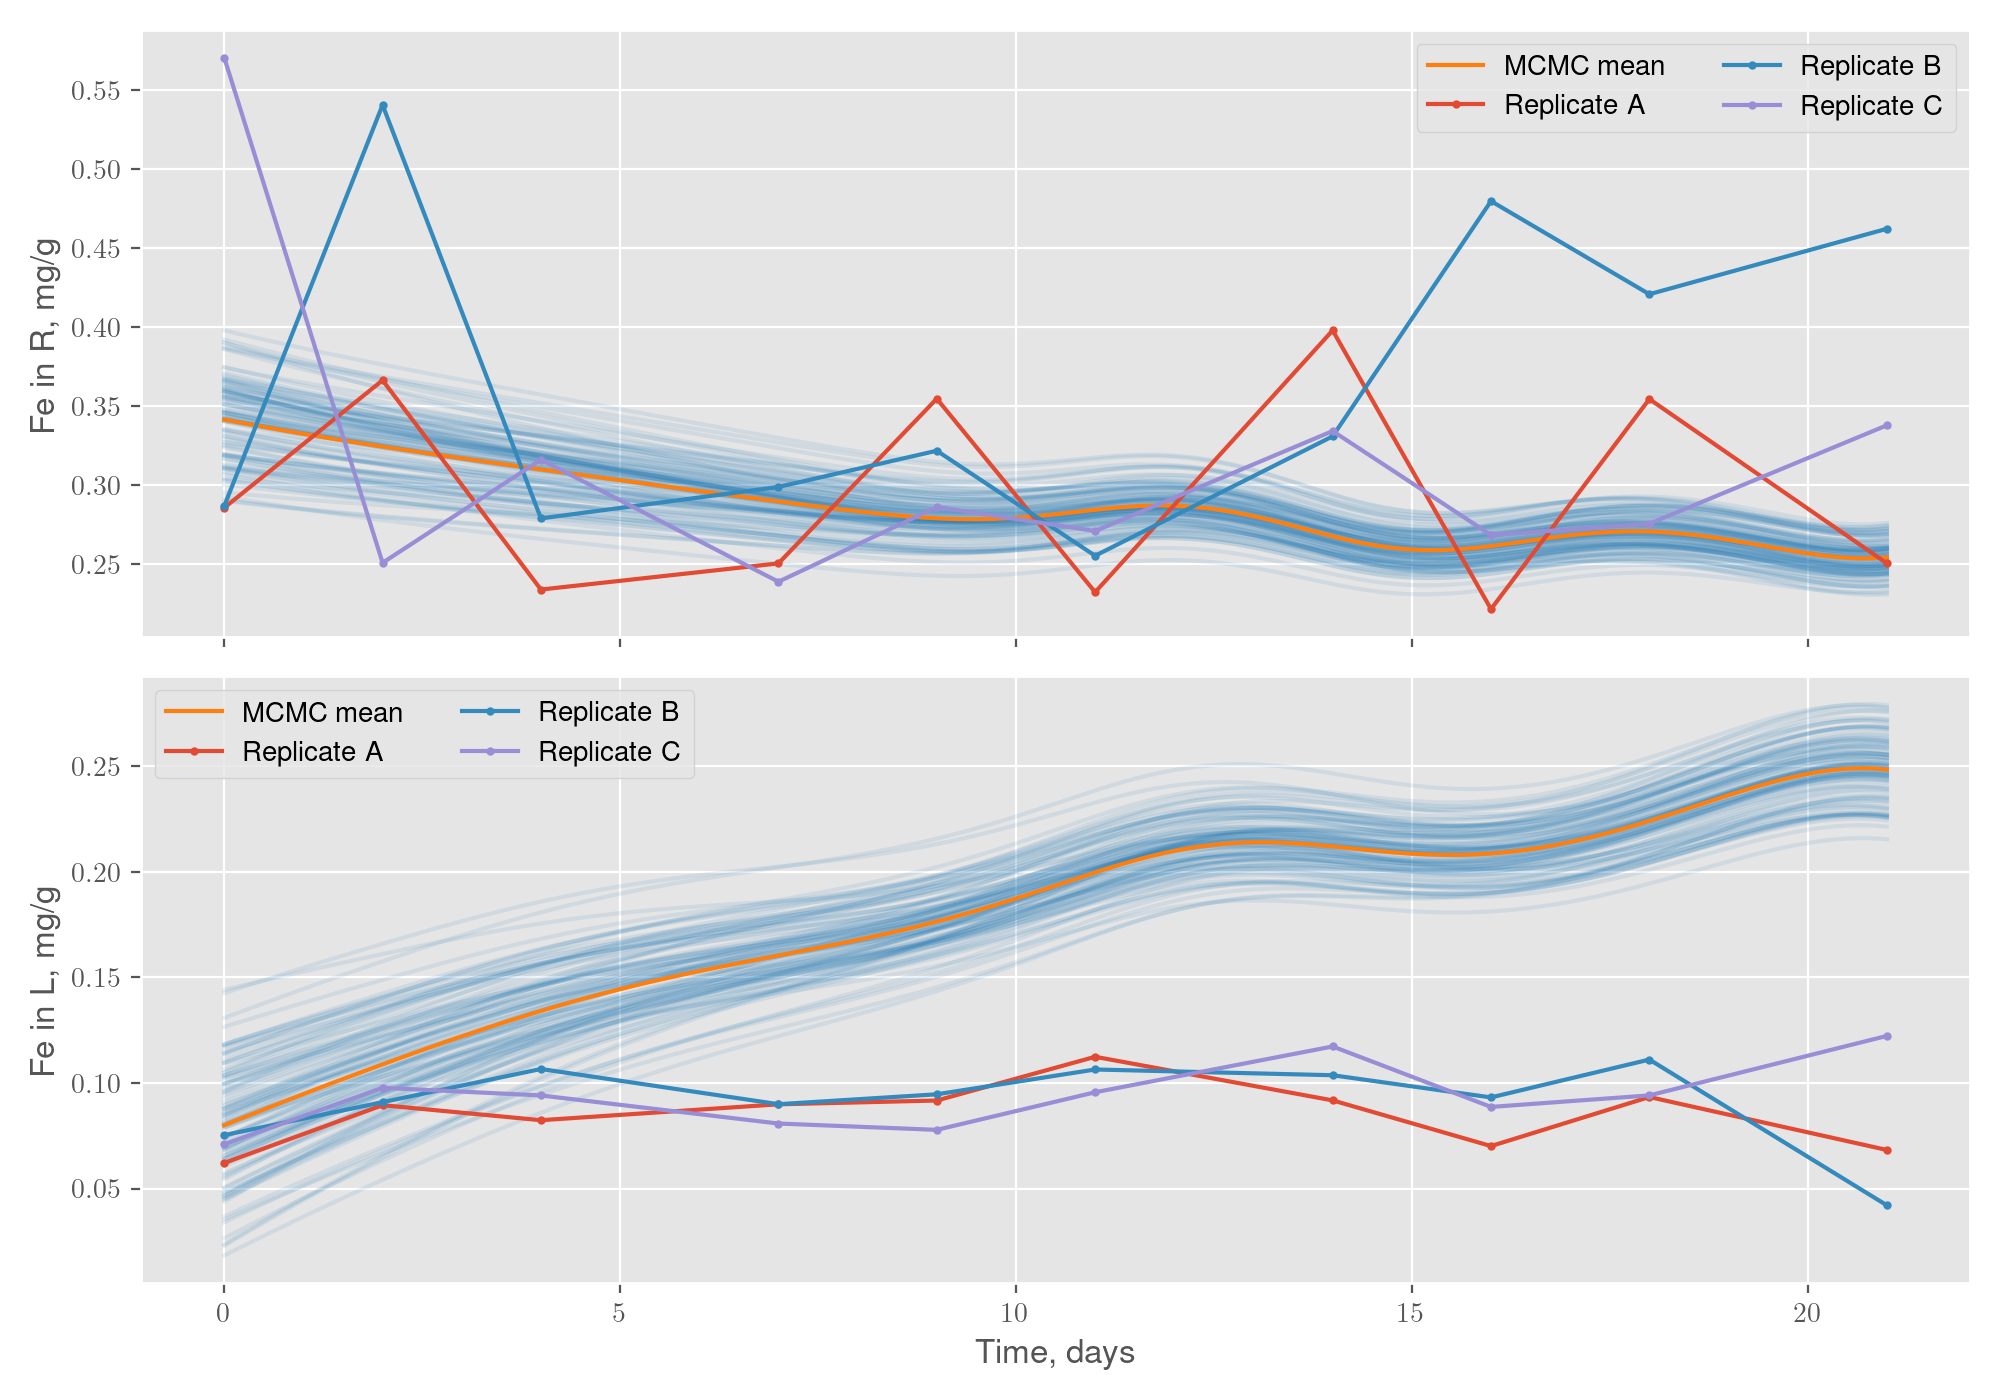 Fe in R, mg/g
0.55
0.50
0.45
0.40
0.35
0.30
0.25
MCMC mean
Replicate A
Replicate B
Replicate C
Fe in L, mg/g
0.25
0.20
0.15
0.10
0.05
MCMC mean
Replicate A
Replicate B
Replicate C
0 5 10 15 20
Time, days